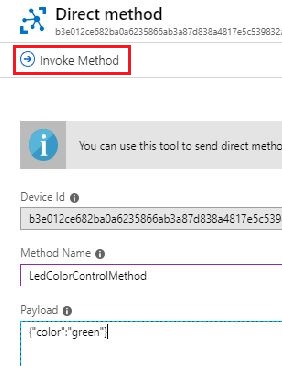 Direct method
b3e012ce682ba0a6235865ab3a87d838a4817e5c539832
Invoke Method
You can use this tool to send direct metho
Device Id
b3e012ce682ba0a6235866ab3a87d838a4817e5c539
Method Name
LedColorControlMethod
Payload
{"color":"green"}